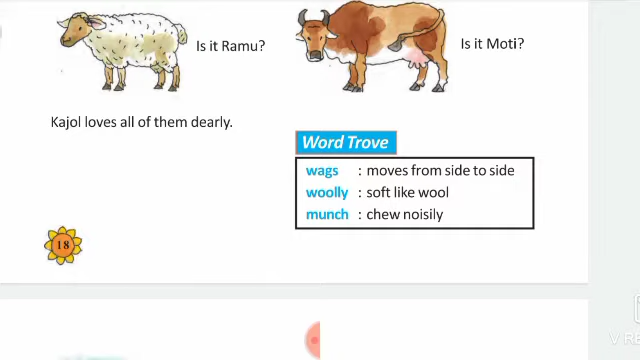 Is it Ramu?
Is it Moti?
Kajol loves all of them dearly.
Word Trove
wags : moves from side to side
woolly : soft like wool
munch : chew noisily
18